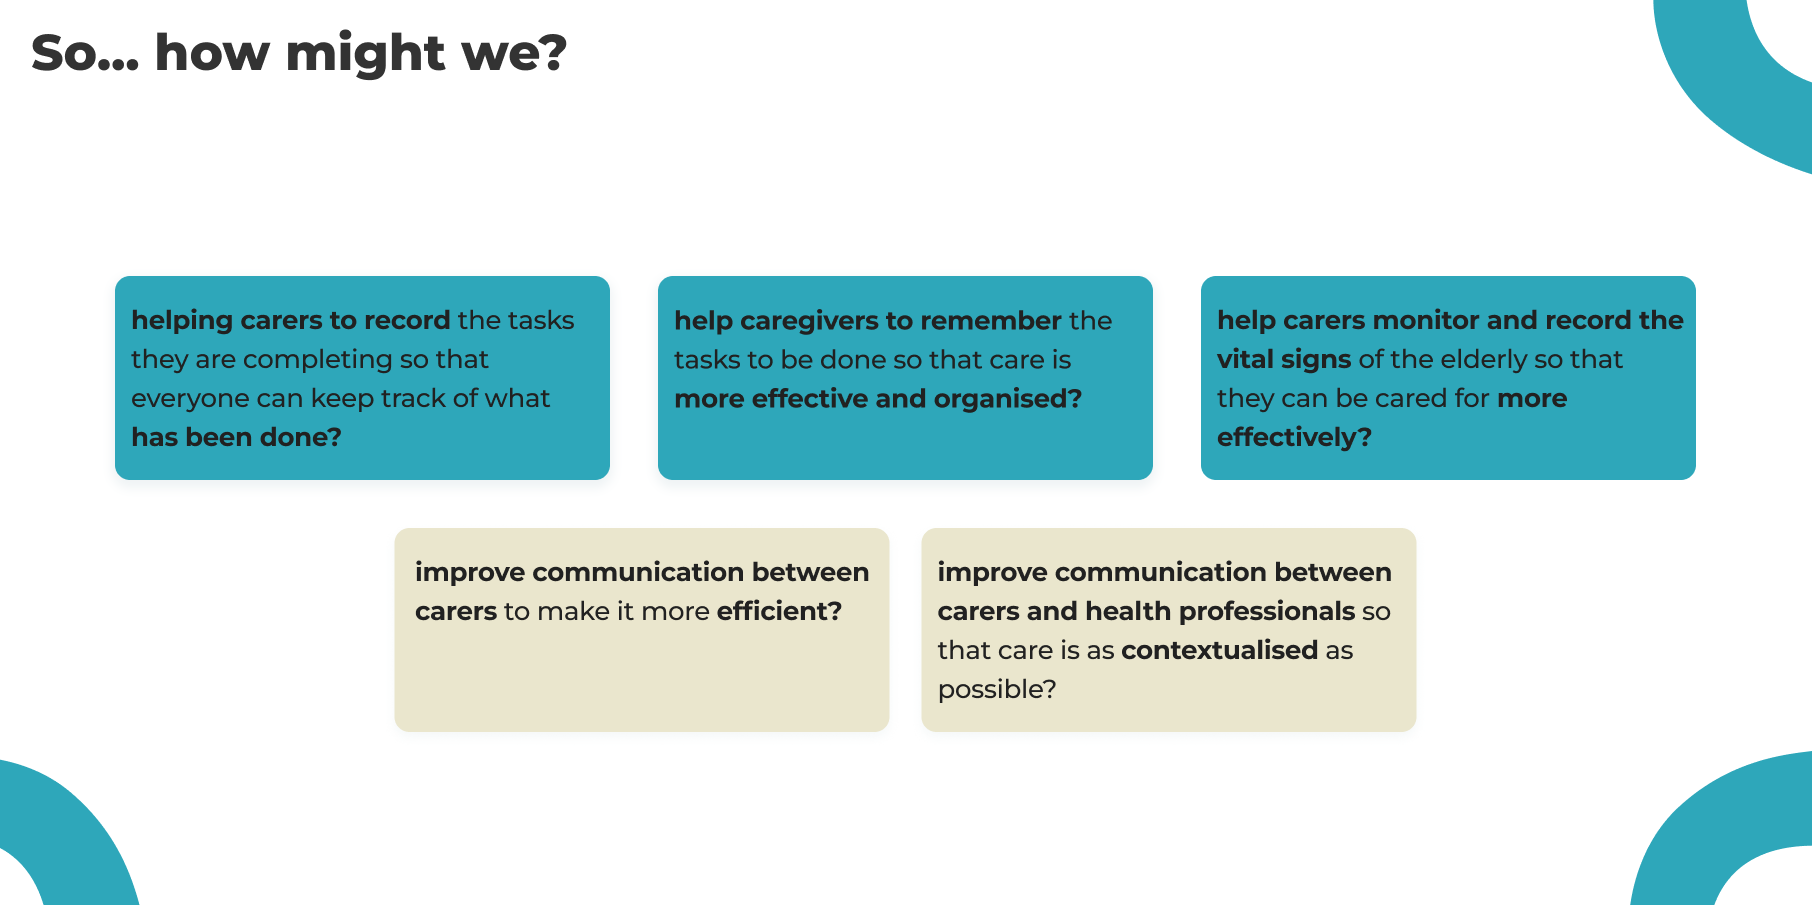 So... how might we?
helping carers to record the tasks
they are completing so that
everyone can keep track of what
has been done?
help caregivers to remember the
tasks to be done so that care is
more effective and organised?
help carers monitor and record the
vital signs of the elderly so that
they can be cared for more
effectively?
improve communication between
carers to make it more efficient?
improve communication between
carers and health professionals so
that care is as contextualised as
possible?